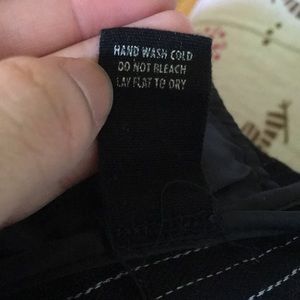 HAND WASH COLD
DO NOT BLEACH
LAY FLAT TO DRY